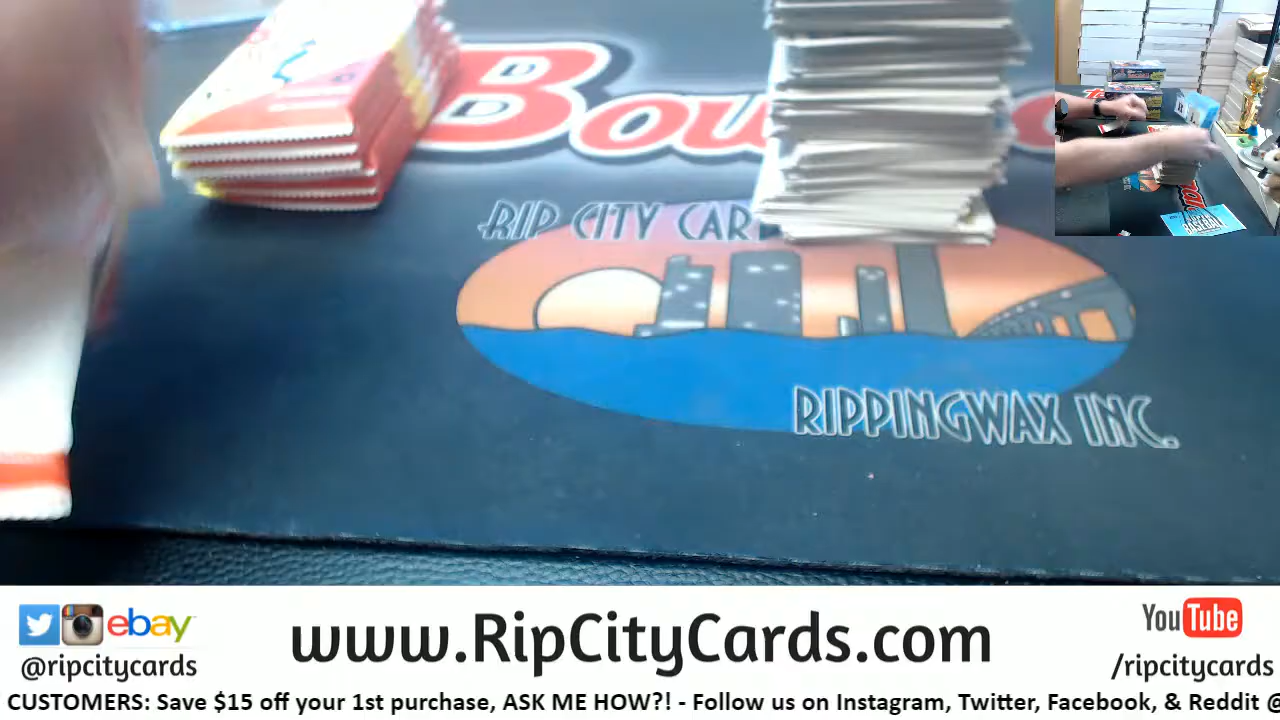 Bow
RIP CITY CAR
RIPPINGWAX INC.
ebay
@ripcitycards
www.RipCityCards.com
YouTube
/ripcitycards
CUSTOMERS: Save $15 off your 1st purchase, ASK ME HOW?! - Follow us on Instagram, Twitter, Facebook, & Reddit @